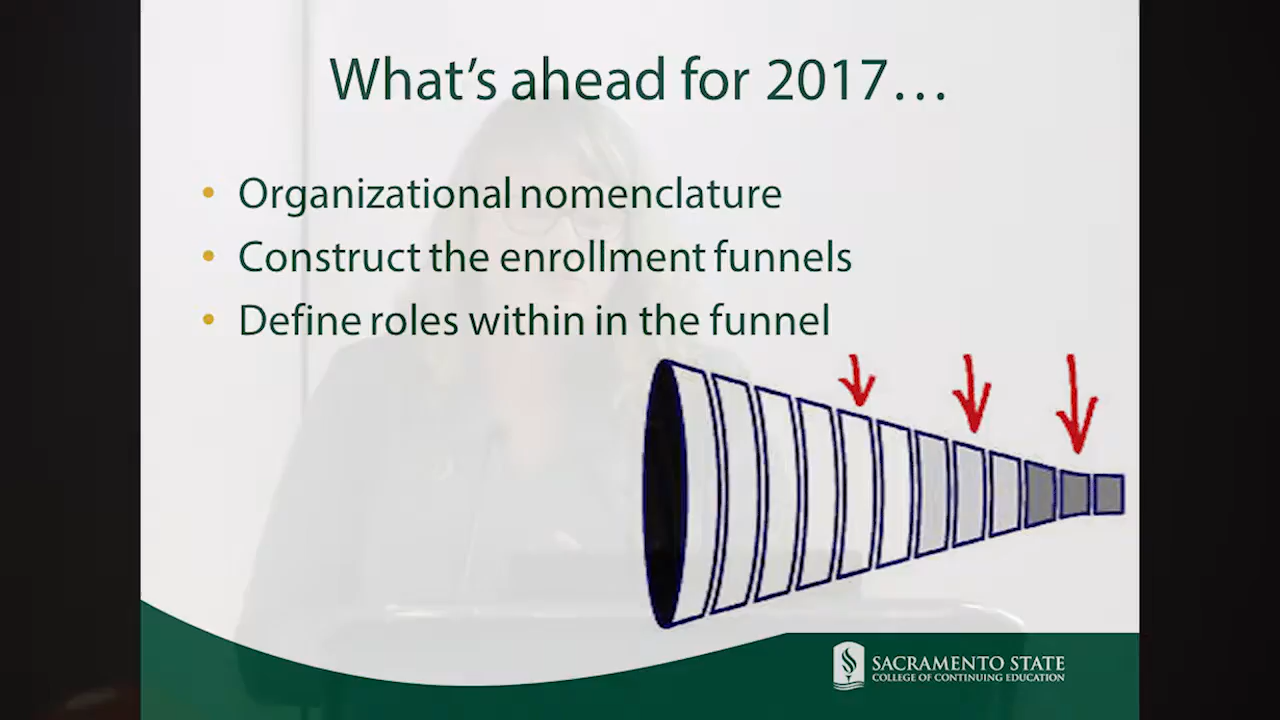 What's ahead for 2017…
• Organizational nomenclature
• Construct the enrollment funnels
• Define roles within in the funnel
SACRAMENTO STATE
COLLEGE OF CONTINUING EDUCATION